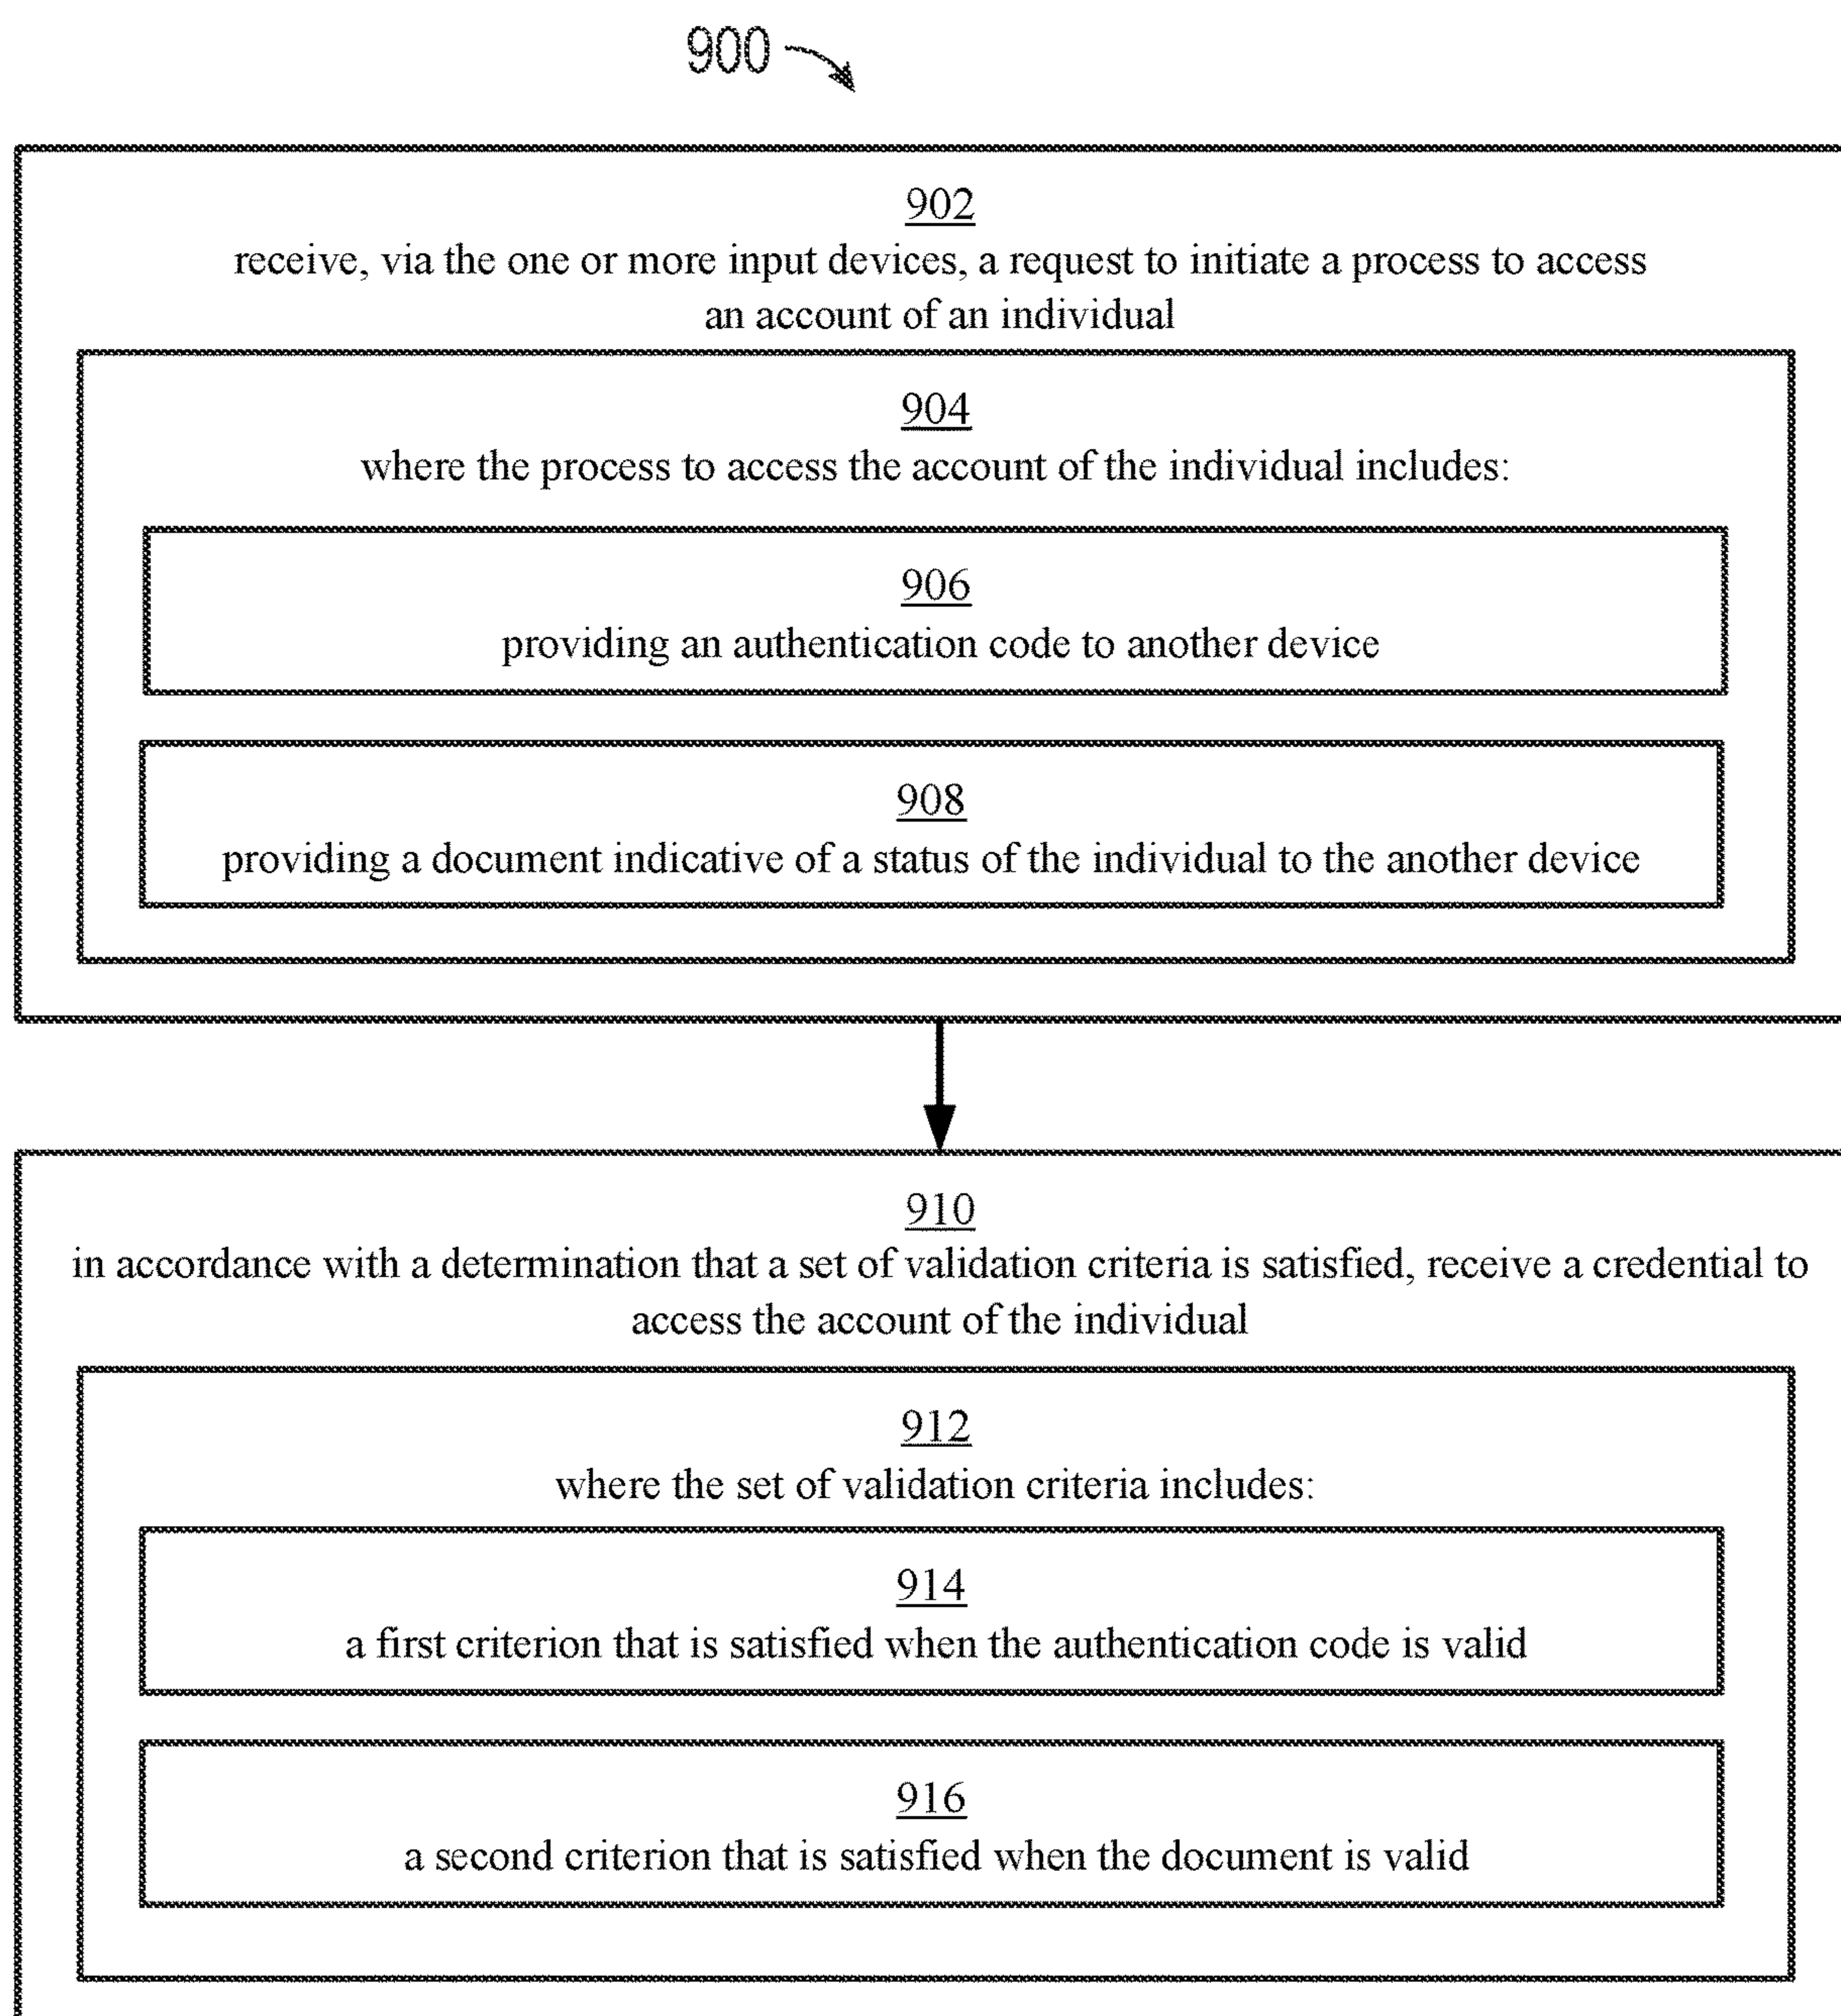 900
902
receive, via the one or more input devices, a request to initiate a process to access
an account of an individual
904
where the process to access the account of the individual includes:
906
providing an authentication code to another device
908
providing a document indicative of a status of the individual to the another device
910
in accordance with a determination that a set of validation criteria is satisfied, receive a credential to
access the account of the individual
912
where the set of validation criteria includes:
914
a first criterion that is satisfied when the authentication code is valid
916
a second criterion that is satisfied when the document is valid